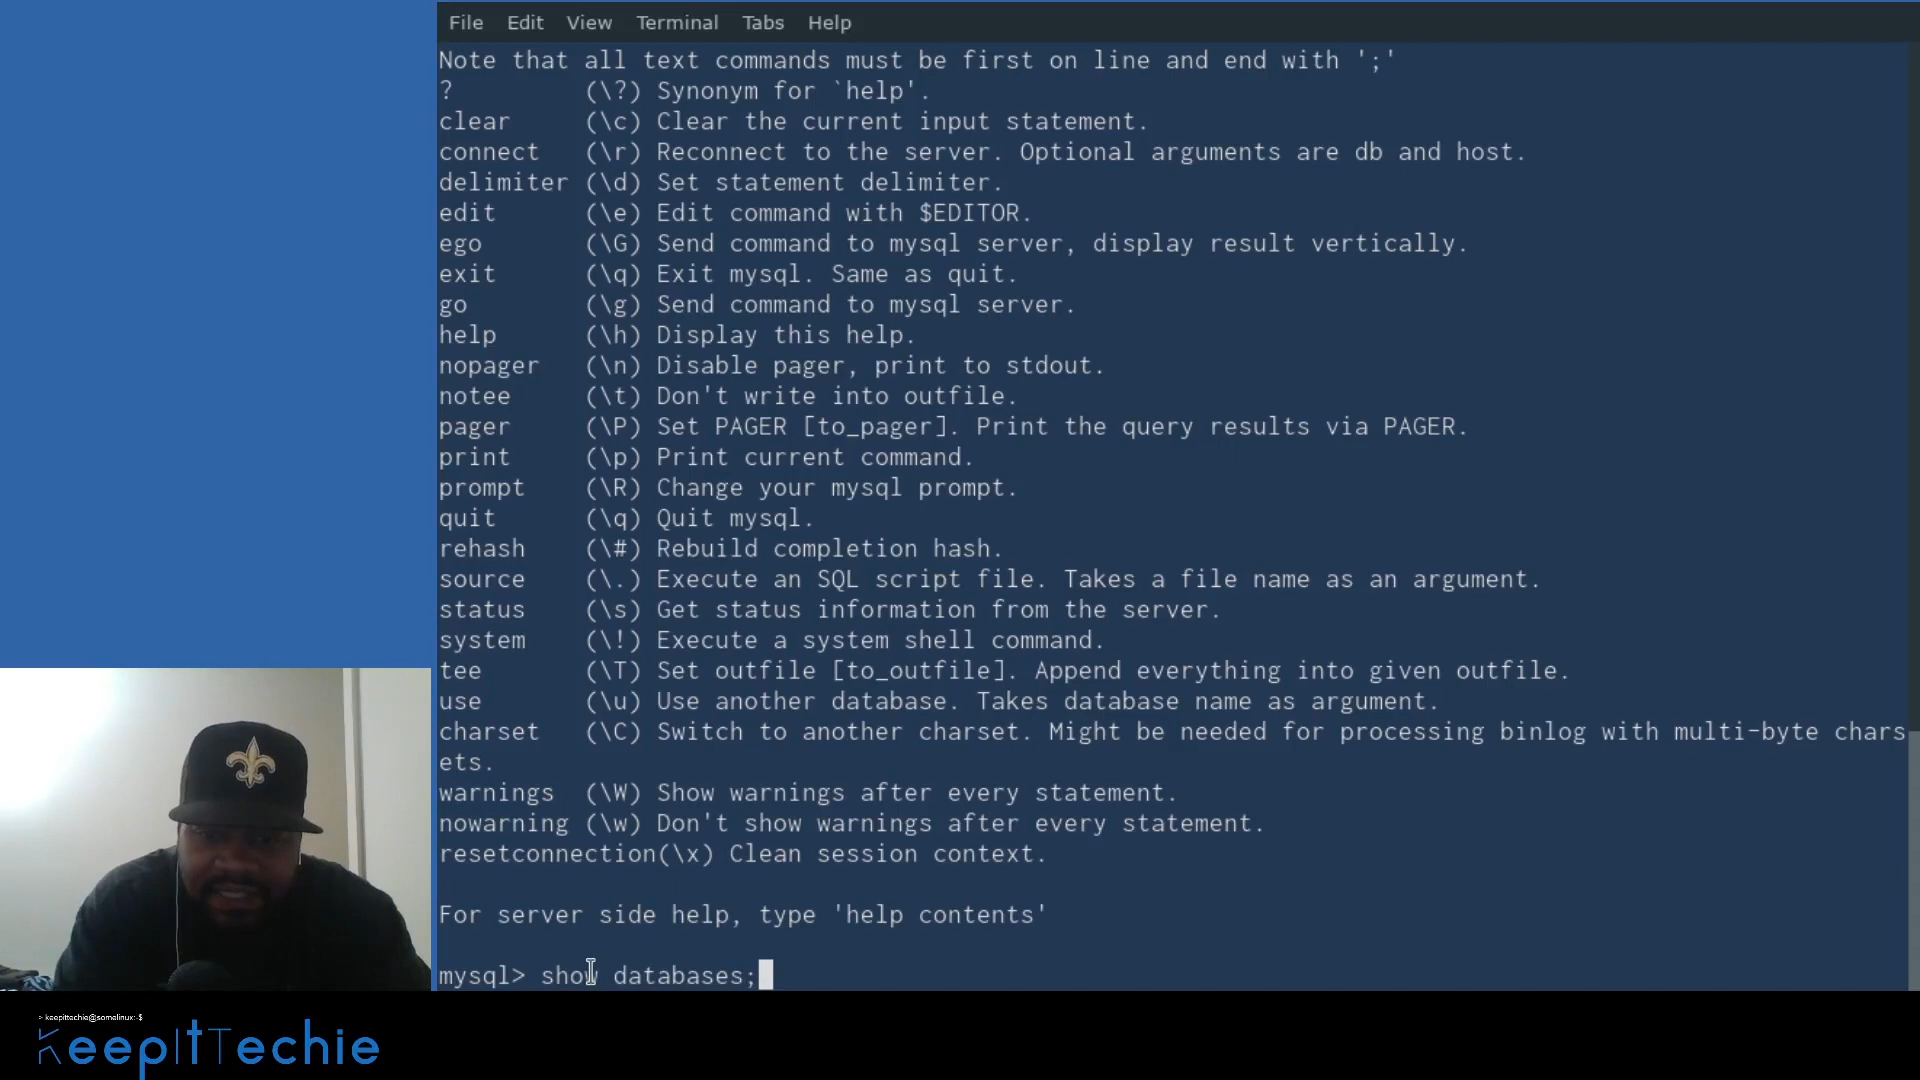 File Edit View Terminal Tabs Help
Note that all text commands must be first on line and end with ';'
? (\?) Synonym for `help'.
clear (\c) Clear the current input statement.
connect (\r) Reconnect to the server. Optional arguments are db and host.
delimiter (\d) Set statement delimiter.
edit (\e) Edit command with $EDITOR.
ego (\G) Send command to mysql server, display result vertically.
exit (\q) Exit mysql. Same as quit.
go (\g) Send command to mysql server.
help (\h) Display this help.
nopager (\n) Disable pager, print to stdout.
notee (\t) Don't write into outfile.
pager (\P) Set PAGER [to_pager]. Print the query results via PAGER.
print (\p) Print current command.
prompt (\R) Change your mysql prompt.
quit (\q) Quit mysql.
rehash (\#) Rebuild completion hash.
source (\.) Execute an SQL script file. Takes a file name as an argument.
status (\s) Get status information from the server.
system (\!) Execute a system shell command.
tee (\T) Set outfile [to_outfile]. Append everything into given outfile.
use (\u) Use another database. Takes database name as argument.
charset (\C) Switch to another charset. Might be needed for processing binlog with multi-byte chars
ets.
warnings (\W) Show warnings after every statement.
nowarning (\w) Don't show warnings after every statement.
resetconnection(\x) Clean session context.
For server side help, type 'help contents'
mysql> show databases;
> keepittechie@somelinux:-$
KeepItTechie